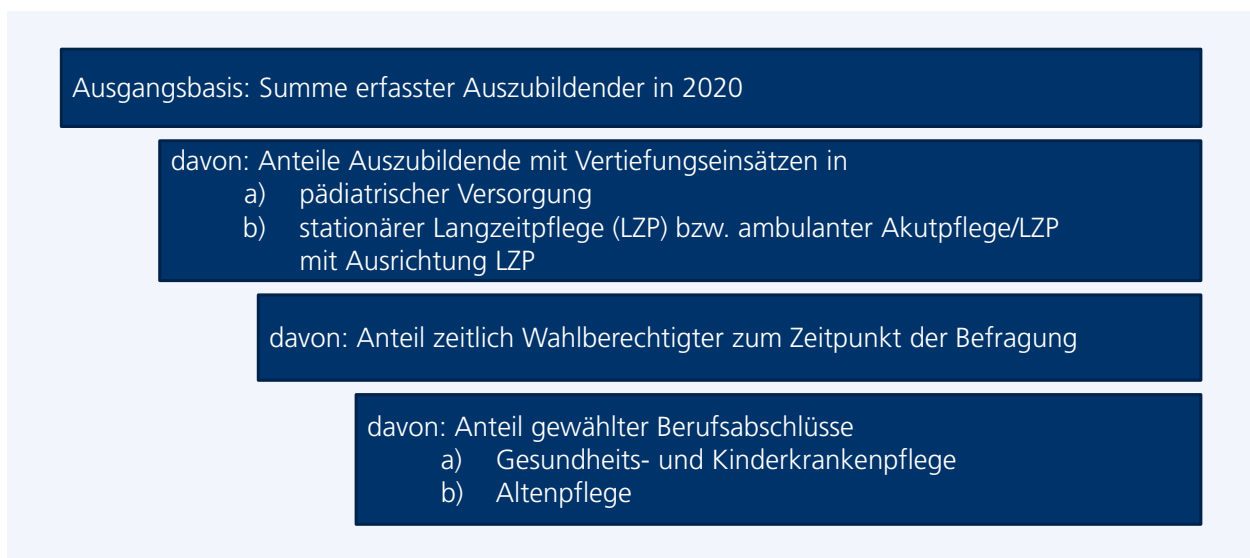 Ausgangsbasis: Summe erfasster Auszubildender in 2020
davon: Anteile Auszubildende mit Vertiefungseinsätzen in
a) pädiatrischer Versorgung
b) stationärer Langzeitpflege (LZP) bzw. ambulanter Akutpflege/LZP
mit Ausrichtung LZP
davon: Anteil zeitlich Wahlberechtigter zum Zeitpunkt der Befragung
davon: Anteil gewählter Berufsabschlüsse
a) Gesundheits- und Kinderkrankenpflege
b) Altenpflege